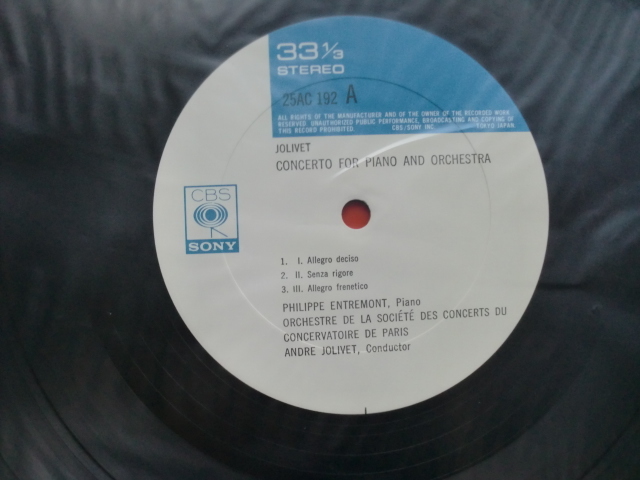 33 1/3
STEREO
25AC 192 A
ALL RIGHTS OF THE MANUFACTURER AND OF THE OWNER OF THE RECORDED WORK
RESERVED UNAUTHORIZED PUBLIC PERFORMANCE, BROADCASTING AND COPYING OF
THIS RECORD PROHIBITED. CBS/SONY INC. TOKYO JAPAN.
JOLIVET
CONCERTO FOR PIANO AND ORCHESTRA
CBS
SONY
1. I. Allegro deciso
2. II. Senza rigore
3. III. Allegro frenetico
PHILIPPE ENTREMONT, Piano
ORCHESTRE DE LA SOCIÉTÉ DES CONCERTS DU
CONCERVATOIRE DE PARIS
ANDRE JOLIVET, Conductor